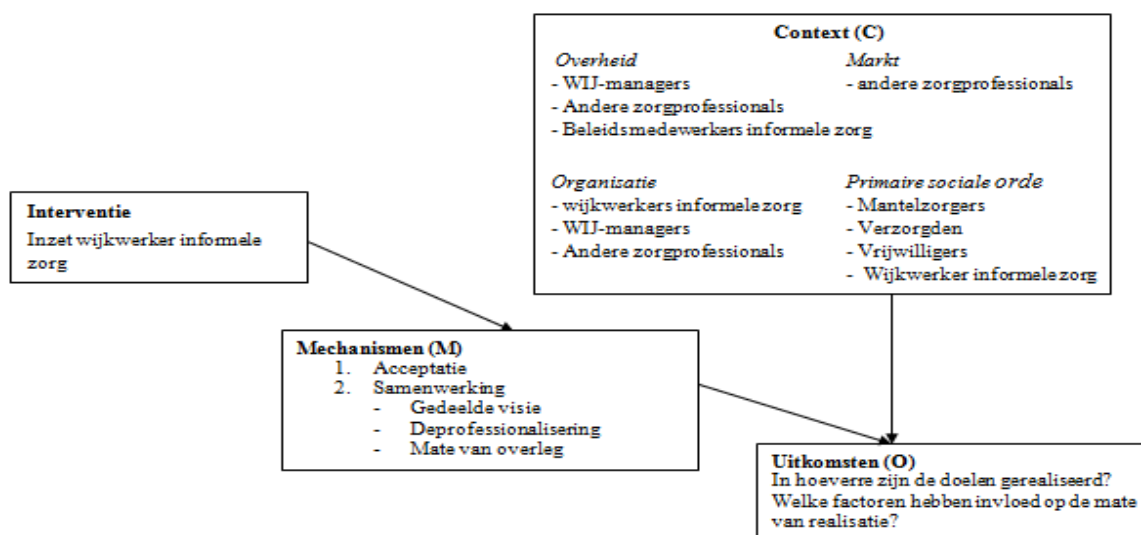 Context (C)
Overheid
- WIJ-managers
- Andere zorgprofessionals
- Beleidsmedewerkers informele zorg
Markt
- andere zorgprofessionals
Organisatie
- wijkwerkers informele zorg
- WIJ-managers
- Andere zorgprofessionals
Primaire sociale orde
- Mantelzorgers
- Verzorgden
- Vrijwilligers
- Wijkwerker informele zorg
Interventie
Inzet wijkwerker informele
zorg
Mechanismen (M)
1. Acceptatie
2. Samenwerking
- Gedeelde visie
- Deprofessionalisering
- Mate van overleg
Uitkomsten (O)
In hoeverre zijn de doelen gerealiseerd?
Welke factoren hebben invloed op de mate
van realisatie?